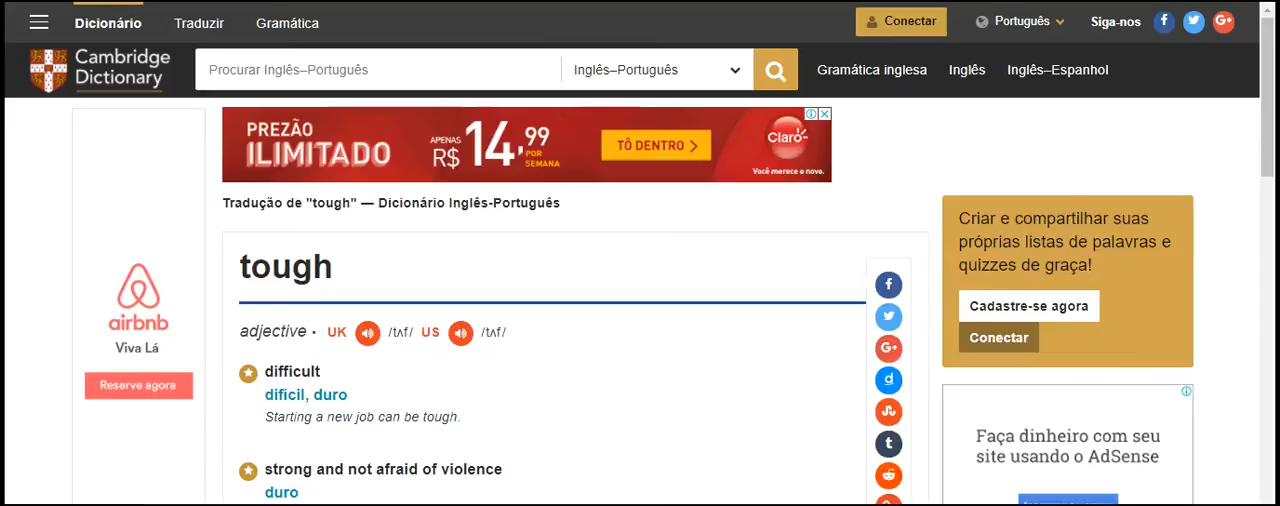 Dicionário Traduzir Gramática Conectar Português Siga-nos
Cambridge
Dictionary
Procurar Inglês–Português Inglês–Português Gramática inglesa Inglês Inglês–Espanhol
PREZÃO
ILIMITADO
APENAS
R$ 14,99
POR
SEMANA
TÔ DENTRO
Claro
Você merece o novo.
Tradução de "tough" — Dicionário Inglês-Português
tough
adjective • UK /tʌf/ US /tʌf/
difficult
difícil, duro
Starting a new job can be tough.
strong and not afraid of violence
duro
airbnb
Viva Lá
Reserve agora
Criar e compartilhar suas
próprias listas de palavras e
quizzes de graça!
Cadastre-se agora
Conectar
Faça dinheiro com seu
site usando o AdSense